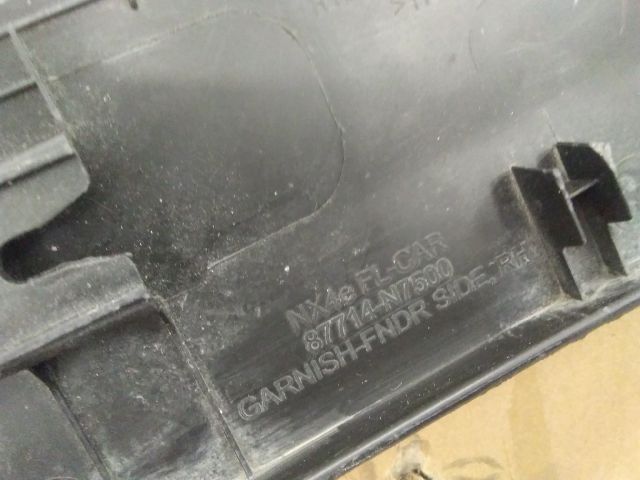 NX4e FL-CAR
87714-N7500
GARNISH-FNDR SIDE, RH